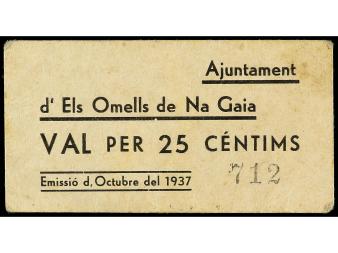 Ajuntament
d' Els Omells de Na Gaia
VAL PER 25 CÉNTIMS
Emissió d, Octubre del 1937
712